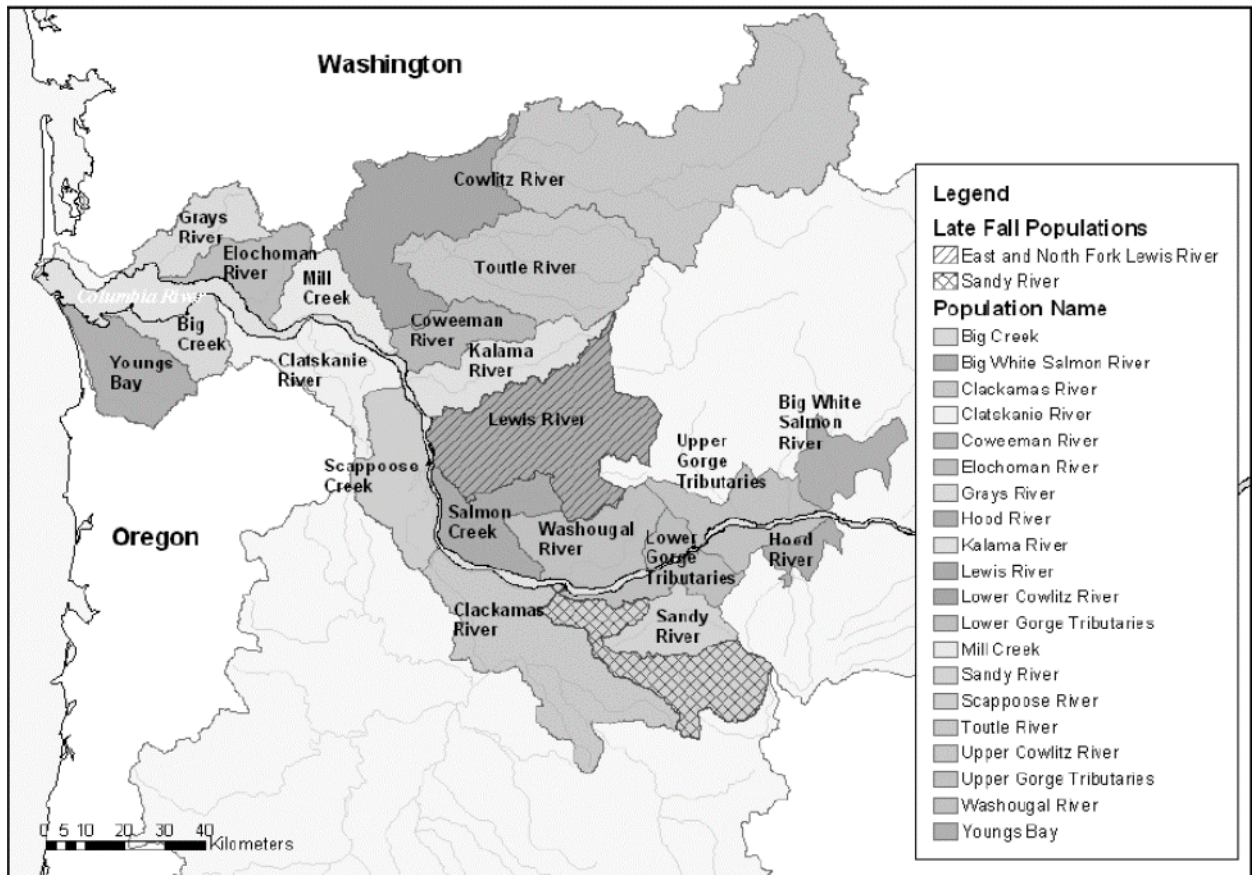 Washington
Cowlitz River
Grays
River
Elochoman
River
Mill
Creek
Toutle River
Columbia River
Big
Creek
Coweeman
River
Kalama
River
Youngs
Bay
Clatskanie
River
Lewis River
Big White
Salmon
River
Upper
Gorge
Tributaries
Scappoose
Creek
Salmon
Creek
Washougal
River
Lower
Gorge
Tributaries
Hood
River
Oregon
Clackamas
River
Sandy
River
0 5 10 20 30 40
Kilometers
Legend
Late Fall Populations
East and North Fork Lewis River
Sandy River
Population Name
Big Creek
Big White Salmon River
Clackamas River
Clatskanie River
Coweeman River
Elochoman River
Grays River
Hood River
Kalama River
Lewis River
Lower Cowlitz River
Lower Gorge Tributaries
Mill Creek
Sandy River
Scappoose River
Toutle River
Upper Cowlitz River
Upper Gorge Tributaries
Washougal River
Youngs Bay